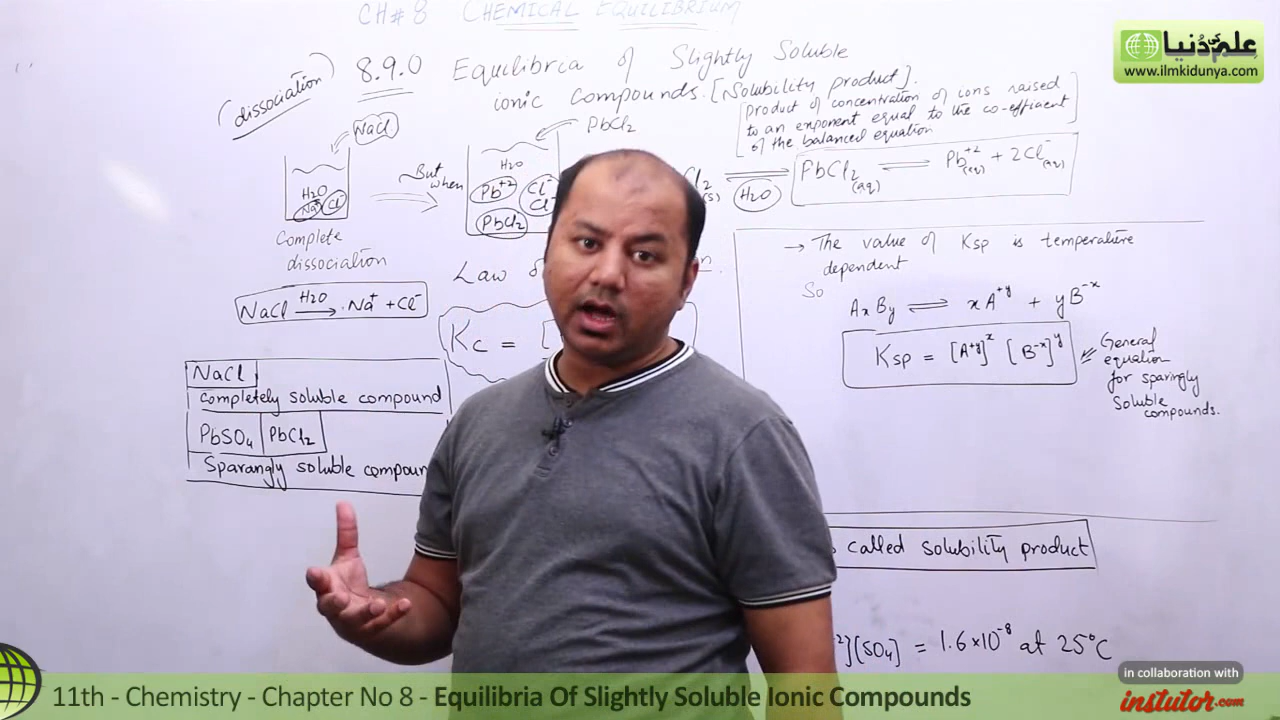 CH # 8 CHEMICAL EQUILIBRIUM
علم کی دُنیا
www.ilmkidunya.com
(dissociation)
8.9.0 Equilibria of Slightly Soluble
ionic compounds. [Solubility product].
Product of concentration of ions raised
to an exponent equal to the co-effient
of the balanced equation
NaCl
H2O
Na+ Cl-
Complete
dissociation
NaCl H2O → Na+ + Cl-
But when
PbCl2
H2O
Pb+2 Cl-
Cl-
PbCl2
Cl2 (s) ⇌ H2O
PbCl2 (aq) ⇌ Pb+2 (aq) + 2Cl- (aq)
Law
Kc = [
→ The value of Ksp is temperature
dependent
So
AxBy ⇌ xA+y + yB-x
Ksp = [A+y]x [B-x]y
General
equation
for sparingly
Soluble
compounds.
NaCl
Completely soluble compound
PbSO4 PbCl2
Sparangly soluble compoun
called solubility product
][SO4] = 1.6×10-8 at 25°C
in collaboration with
instutor.com
11th - Chemistry - Chapter No 8 - Equilibria Of Slightly Soluble Ionic Compounds